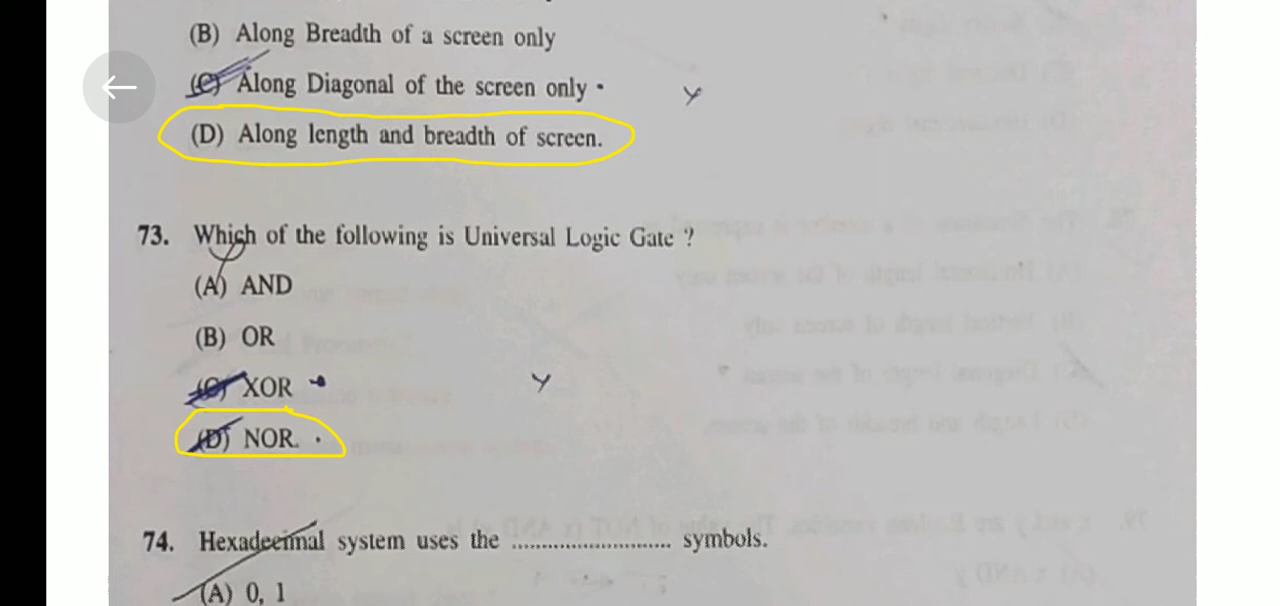 (B) Along Breadth of a screen only
(C) Along Diagonal of the screen only
(D) Along length and breadth of screen.
73. Which of the following is Universal Logic Gate ?
(A) AND
(B) OR
(C) XOR
(D) NOR.
74. Hexadecimal system uses the .......................... symbols.
(A) 0, 1